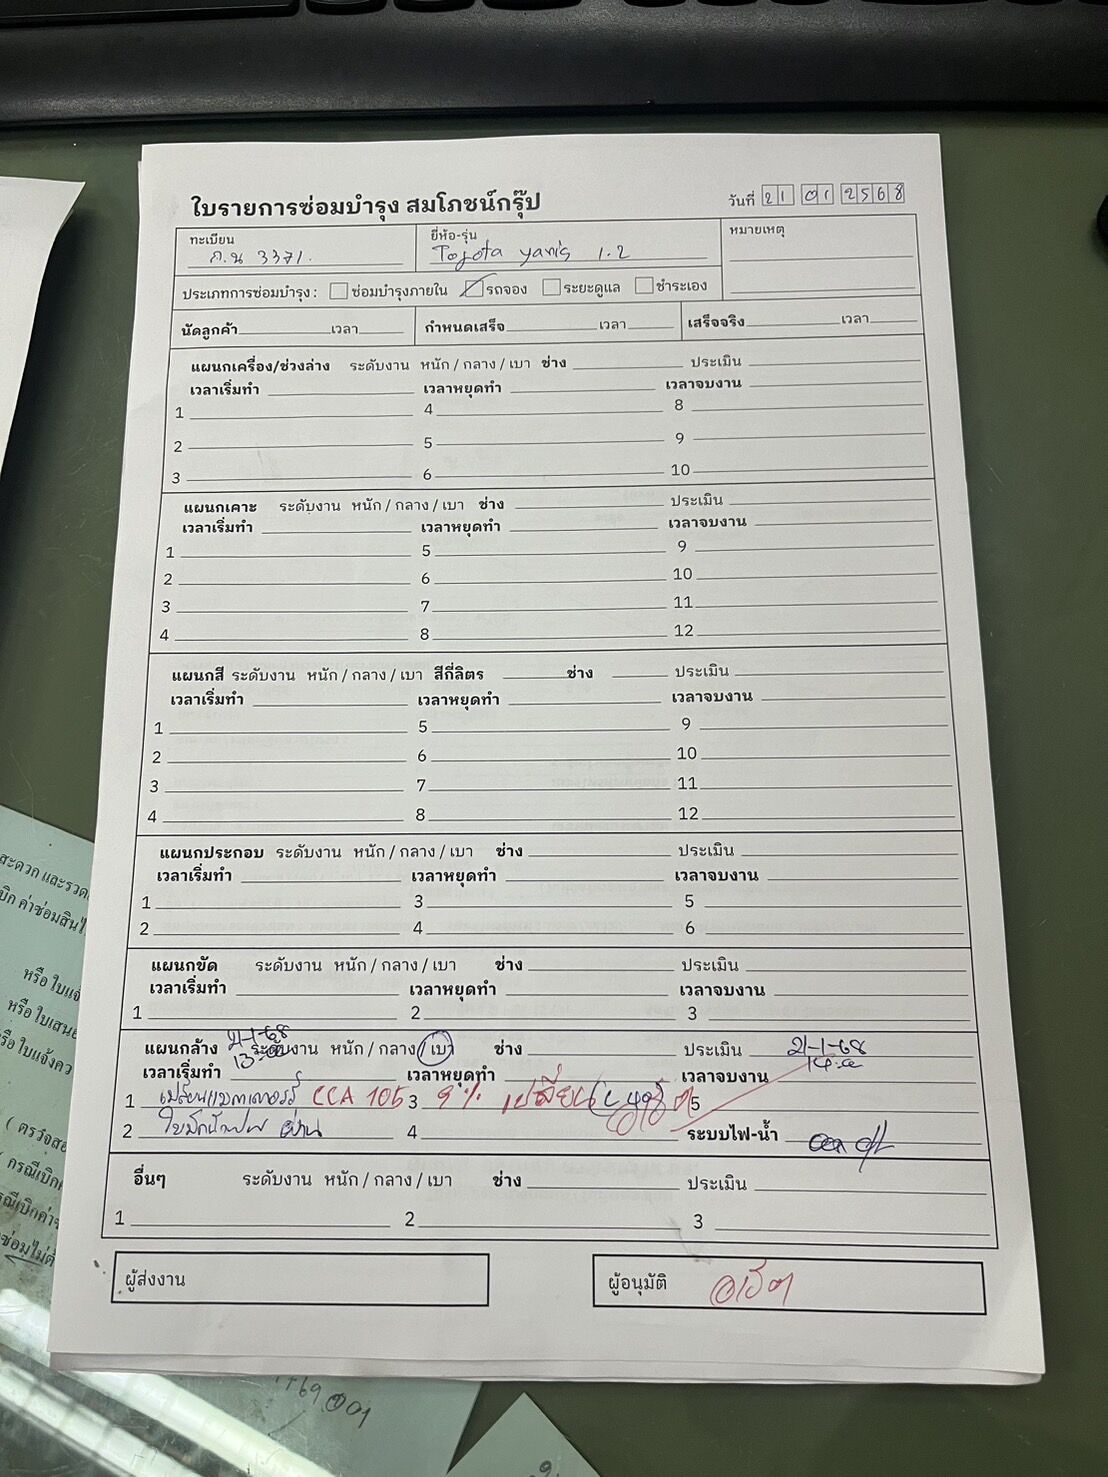 ใบรายการซ่อมบำรุง สมโภชน์กรุ๊ป
วันที่ 21 01 2568
ทะเบียน ยี่ห้อ-รุ่น หมายเหตุ
3371. Toyota yaris 1.2
ประเภทการซ่อมบำรุง : ซ่อมบำรุงภายใน รถจอง ระยะดูแล ชำระเอง
นัดลูกค้า เวลา กำหนดเสร็จ เวลา เสร็จจริง เวลา
แผนกเครื่อง/ช่วงล่าง ระดับงาน หนัก / กลาง / เบา ช่าง ประเมิน
เวลาเริ่มทำ เวลาหยุดทำ เวลาจบงาน
1 4 8
2 5 9
3 6 10
แผนกเคาะ ระดับงาน หนัก / กลาง / เบา ช่าง ประเมิน
เวลาเริ่มทำ เวลาหยุดทำ เวลาจบงาน
1 5 9
2 6 10
3 7 11
4 8 12
แผนกสี ระดับงาน หนัก / กลาง / เบา สีกี่ลิตร ช่าง ประเมิน
เวลาเริ่มทำ เวลาหยุดทำ เวลาจบงาน
1 5 9
2 6 10
3 7 11
4 8 12
แผนกประกอบ ระดับงาน หนัก / กลาง / เบา ช่าง ประเมิน
เวลาเริ่มทำ เวลาหยุดทำ เวลาจบงาน
1 3 5
2 4 6
แผนกขัด ระดับงาน หนัก / กลาง / เบา ช่าง ประเมิน
เวลาเริ่มทำ เวลาหยุดทำ เวลาจบงาน
1 2 3
แผนกล้าง 21-1-68 ระดับงาน หนัก / กลาง / เบา ช่าง ประเมิน 21-1-68
เวลาเริ่มทำ เวลาหยุดทำ เวลาจบงาน
1 เปลี่ยนแบตเตอรี่ CCA 105 3 9% เปลี่ยน 5
2 ใบปัดน้ำฝน ผ่าน 4 ระบบไฟ-น้ำ
อื่นๆ ระดับงาน หนัก / กลาง / เบา ช่าง ประเมิน
1 2 3
ผู้ส่งงาน ผู้อนุมัติ